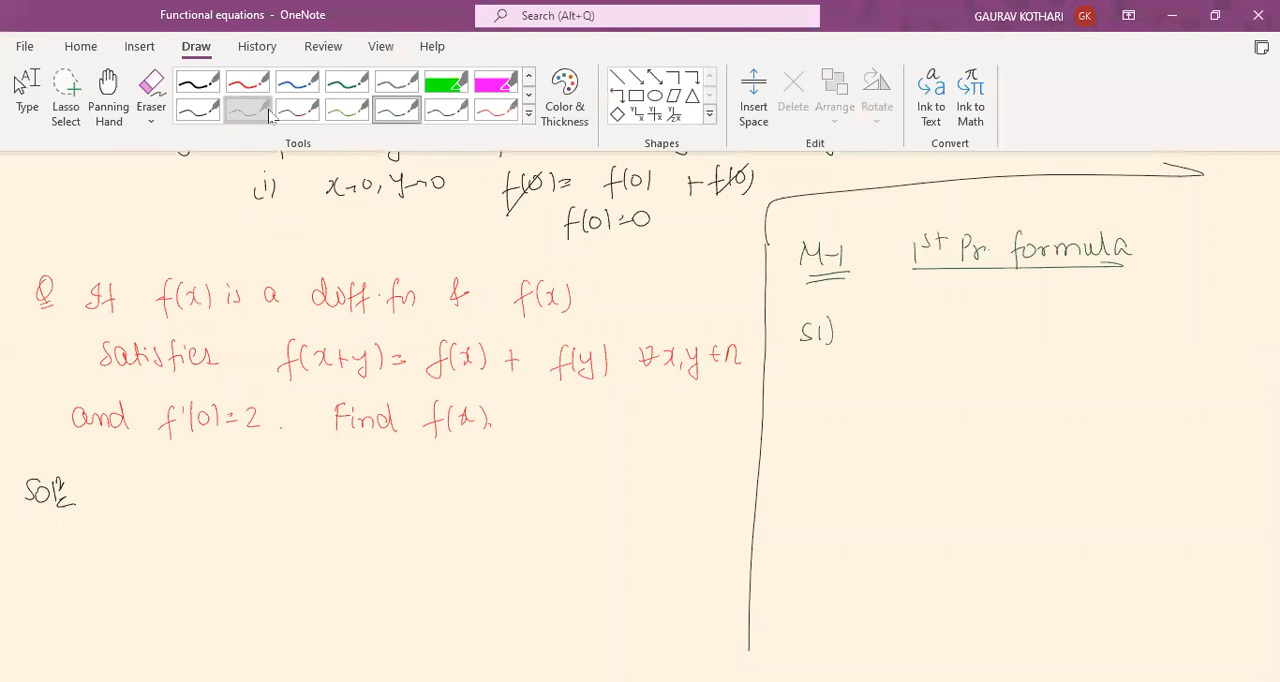 Functional equations - OneNote
Search (Alt+Q)
GAURAV KOTHARI GK
File Home Insert Draw History Review View Help
Type
Lasso Select
Panning Hand
Eraser
Color & Thickness
Insert Space
Delete Arrange Rotate
Ink to Text
Ink to Math
Tools
Shapes
Edit
Convert
(i) x→0, y→0 f(0) = f(0) + f(0)
f(0)=0
Q If f(x) is a diff. fn & f(x)
satisfies f(x+y)= f(x) + f(y) ∀x,y ∈R
and f'(0)=2. Find f(x).
Solⁿ
M-1 1st Pr. formula
S1)